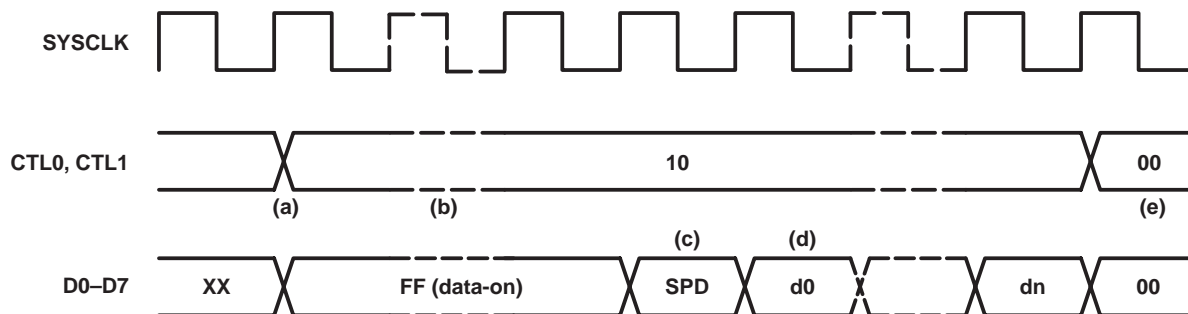 SYSCLK
CTL0, CTL1
10
00
(a)
(b)
(e)
(c)
(d)
D0–D7
XX
FF (data-on)
SPD
d0
dn
00